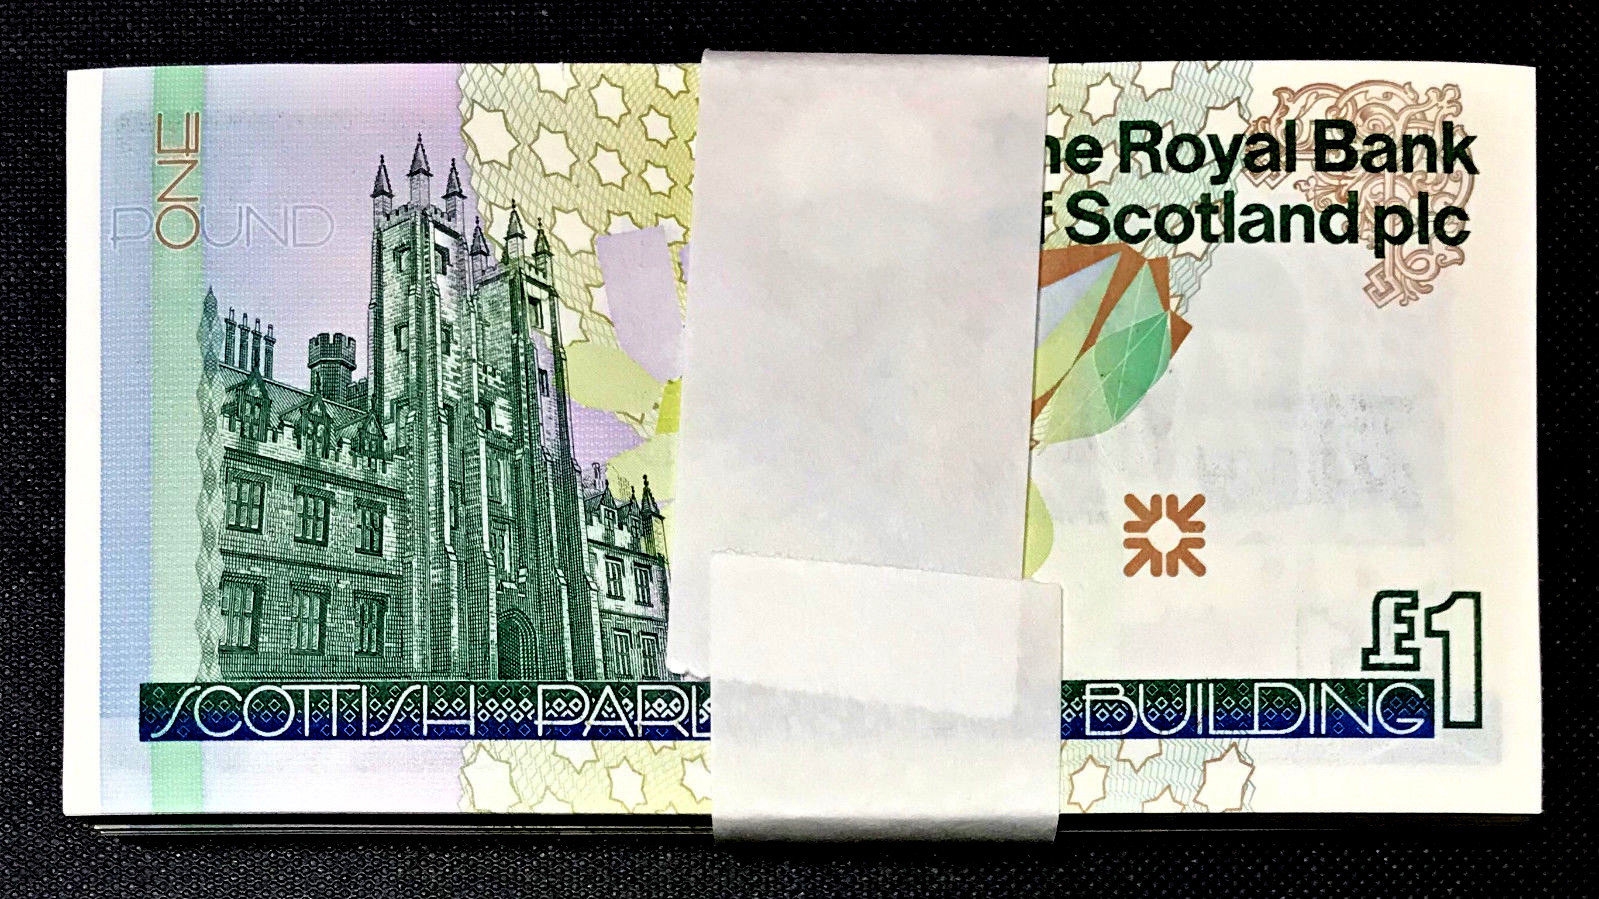 ONE
POUND
he Royal Bank
f Scotland plc
£1
SCOTTISH PARL BUILDING